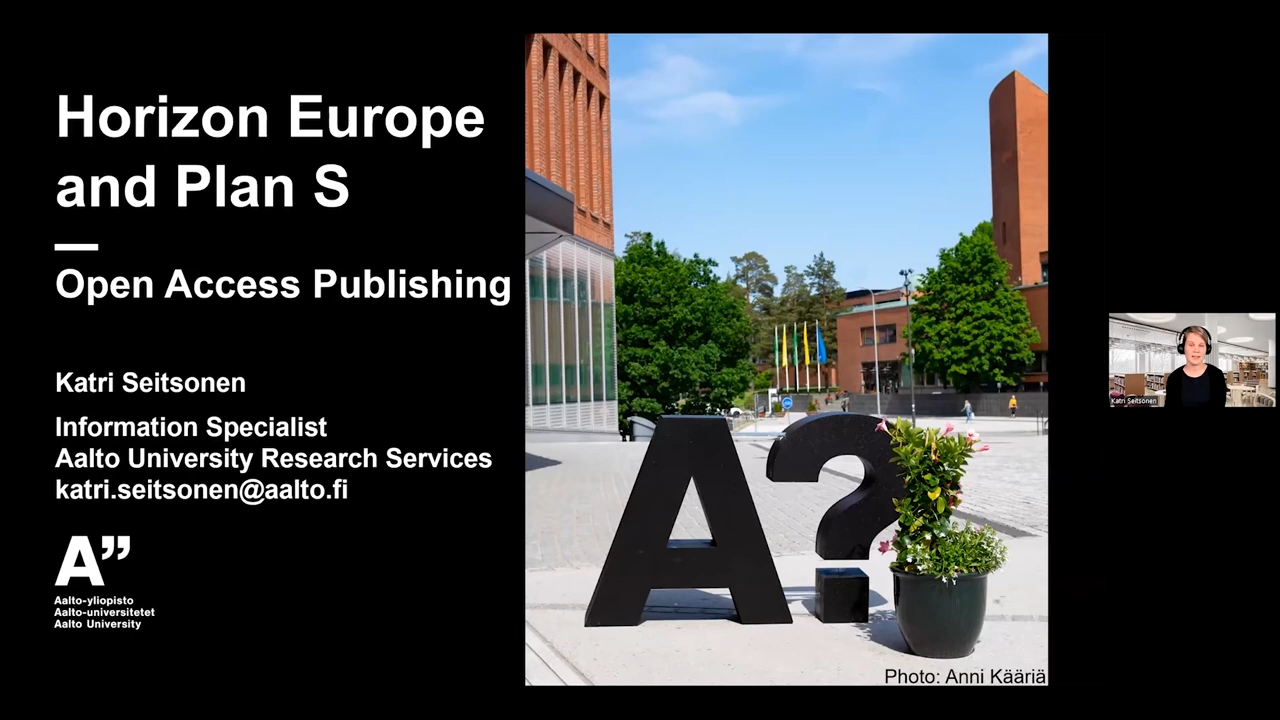 Horizon Europe
and Plan S
Open Access Publishing
Katri Seitsonen
Information Specialist
Aalto University Research Services
katri.seitsonen@aalto.fi
A”
Aalto-yliopisto
Aalto-universitetet
Aalto University
A?
Photo: Anni Kääriä
Katri Seitsonen